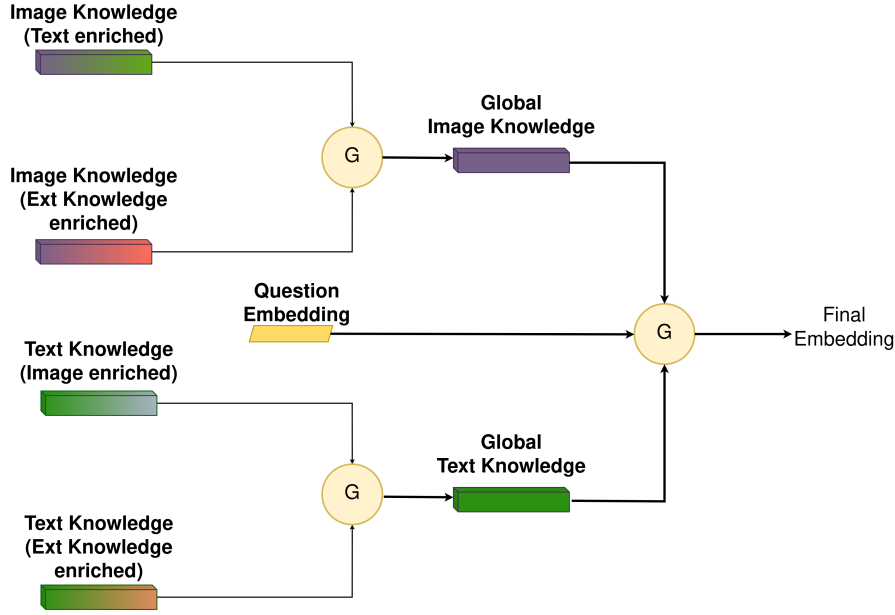 Image Knowledge
(Text enriched)
G
Global
Image Knowledge
Image Knowledge
(Ext Knowledge
enriched)
Question
Embedding
G
Final
Embedding
Text Knowledge
(Image enriched)
G
Global
Text Knowledge
Text Knowledge
(Ext Knowledge
enriched)